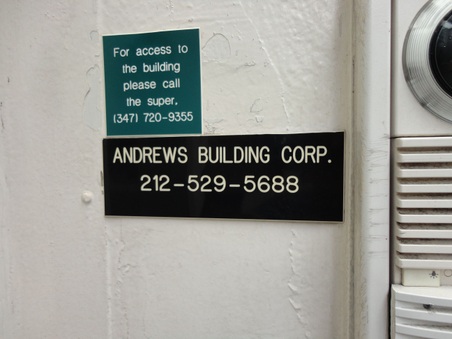 For access to
the building
please call
the super.
(347) 720-9355
ANDREWS BUILDING CORP.
212-529-5688